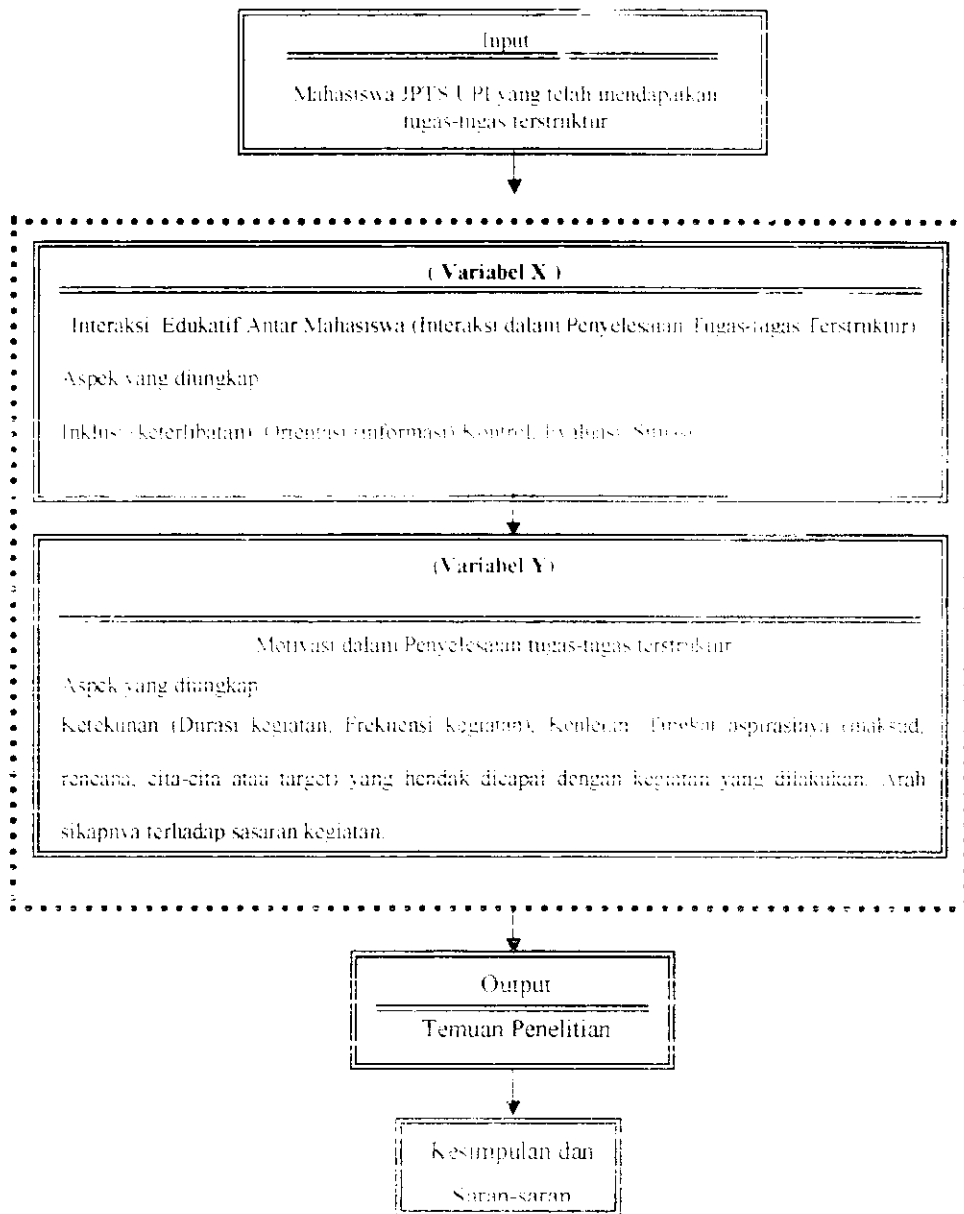 Input
Mahasiswa JPTS UPI yang telah mendapatkan
tugas-tugas terstruktur
( Variabel X )
Interaksi Edukatif Antar Mahasiswa (Interaksi dalam Penyelesaian Tugas-tugas Terstruktur)
Aspek yang diungkap
Inklusi (keterlibatan), Orientasi (informasi) Kontrol, Evaluasi,
(Variabel Y)
Motivasi dalam Penyelesaian tugas-tugas terstruktur
Aspek yang diungkap
Ketekunan (Durasi kegiatan, Frekuensi kegiatan), Tingkat aspirasinya (maksud,
rencana, cita-cita atau target) yang hendak dicapai dengan kegiatan yang dilakukan, Arah
sikapnya terhadap sasaran kegiatan.
Output
Temuan Penelitian
Kesimpulan dan
Saran-saran